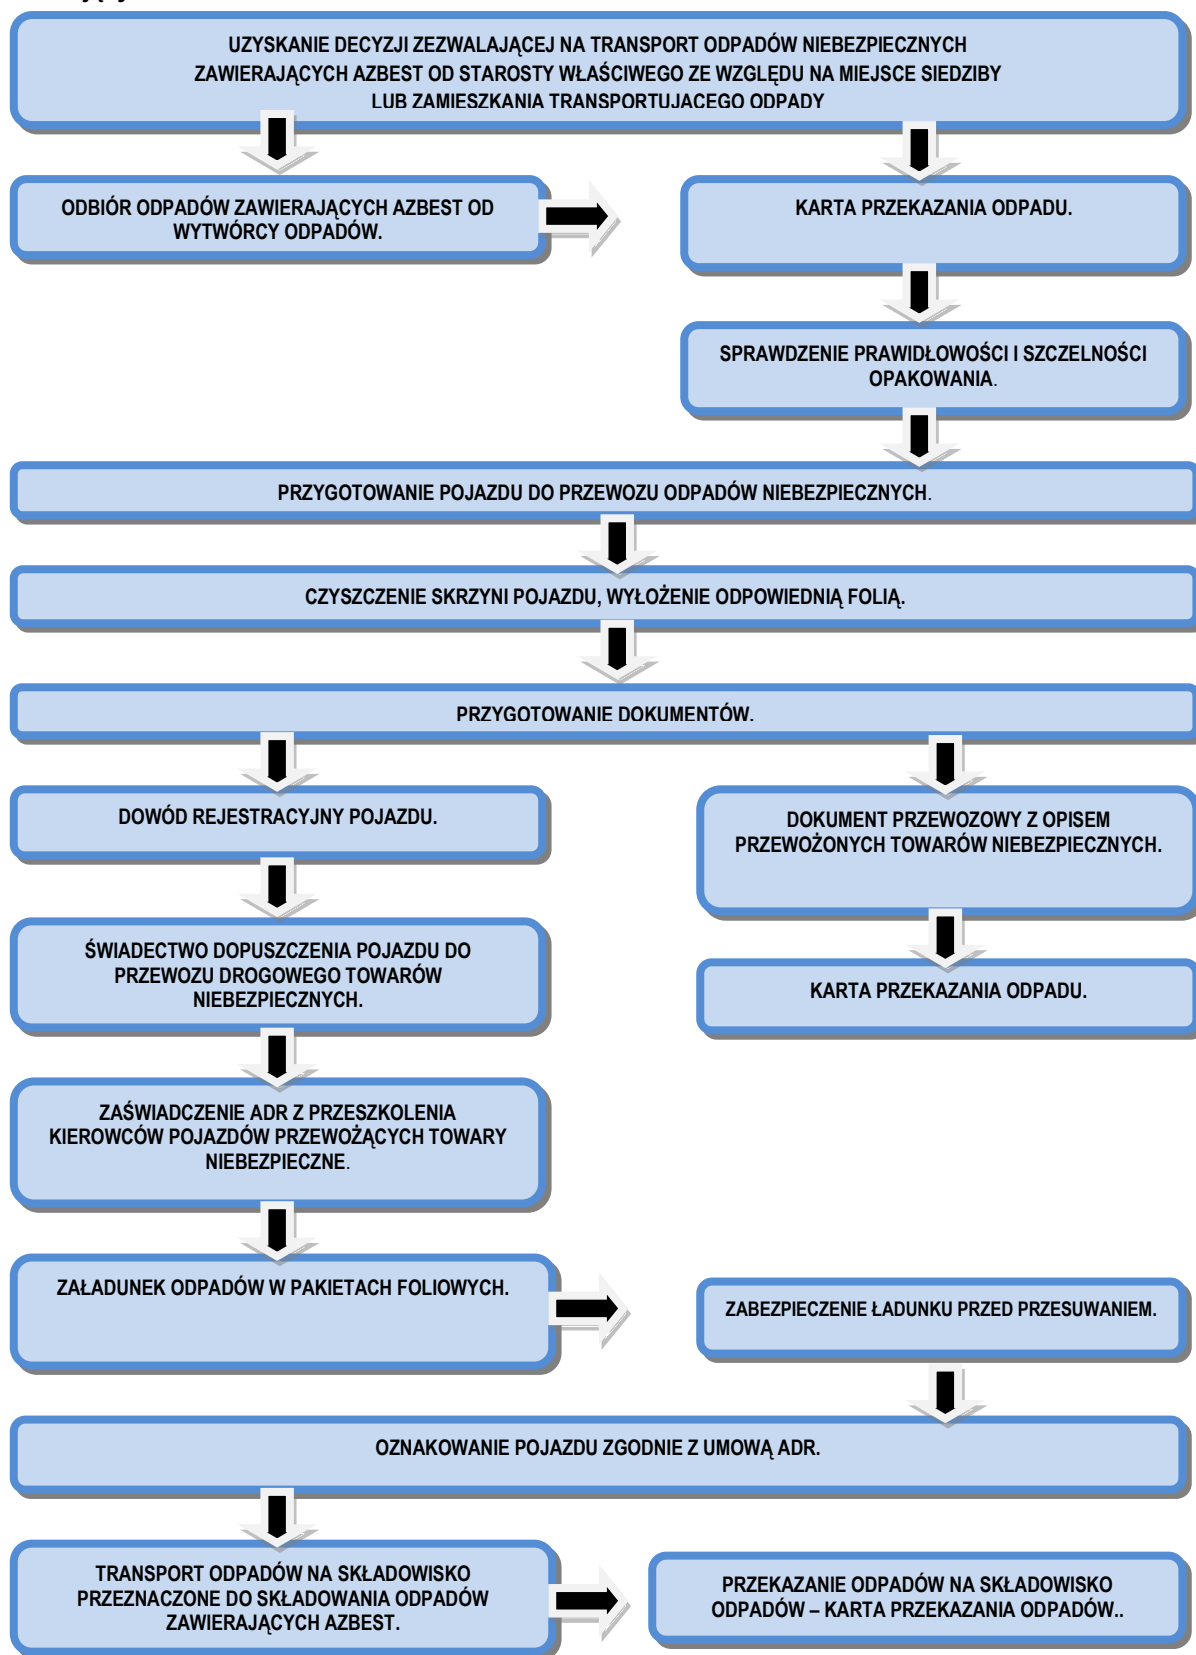 UZYSKANIE DECYZJI ZEZWALAJĄCEJ NA TRANSPORT ODPADÓW NIEBEZPIECZNYCH
ZAWIERAJĄCYCH AZBEST OD STAROSTY WŁAŚCIWEGO ZE WZGLĘDU NA MIEJSCE SIEDZIBY
LUB ZAMIESZKANIA TRANSPORTUJACEGO ODPADY
ODBIÓR ODPADÓW ZAWIERAJĄCYCH AZBEST OD
WYTWÓRCY ODPADÓW.
KARTA PRZEKAZANIA ODPADU.
SPRAWDZENIE PRAWIDŁOWOŚCI I SZCZELNOŚCI
OPAKOWANIA.
PRZYGOTOWANIE POJAZDU DO PRZEWOZU ODPADÓW NIEBEZPIECZNYCH.
CZYSZCZENIE SKRZYNI POJAZDU, WYŁOŻENIE ODPOWIEDNIĄ FOLIĄ.
PRZYGOTOWANIE DOKUMENTÓW.
DOWÓD REJESTRACYJNY POJAZDU.
DOKUMENT PRZEWOZOWY Z OPISEM
PRZEWOŻONYCH TOWARÓW NIEBEZPIECZNYCH.
ŚWIADECTWO DOPUSZCZENIA POJAZDU DO
PRZEWOZU DROGOWEGO TOWARÓW
NIEBEZPIECZNYCH.
KARTA PRZEKAZANIA ODPADU.
ZAŚWIADCZENIE ADR Z PRZESZKOLENIA
KIEROWCÓW POJAZDÓW PRZEWOŻĄCYCH TOWARY
NIEBEZPIECZNE.
ZAŁADUNEK ODPADÓW W PAKIETACH FOLIOWYCH.
ZABEZPIECZENIE ŁADUNKU PRZED PRZESUWANIEM.
OZNAKOWANIE POJAZDU ZGODNIE Z UMOWĄ ADR.
TRANSPORT ODPADÓW NA SKŁADOWISKO
PRZEZNACZONE DO SKŁADOWANIA ODPADÓW
ZAWIERAJĄCYCH AZBEST.
PRZEKAZANIE ODPADÓW NA SKŁADOWISKO
ODPADÓW – KARTA PRZEKAZANIA ODPADÓW..